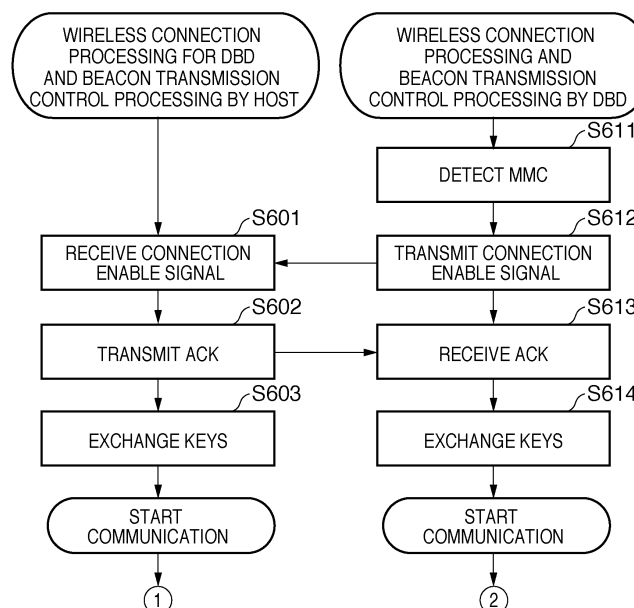 WIRELESS CONNECTION
PROCESSING FOR DBD
AND BEACON TRANSMISSION
CONTROL PROCESSING BY HOST
WIRELESS CONNECTION
PROCESSING AND
BEACON TRANSMISSION
CONTROL PROCESSING BY DBD
S611
DETECT MMC
S601
RECEIVE CONNECTION
ENABLE SIGNAL
S612
TRANSMIT CONNECTION
ENABLE SIGNAL
S602
TRANSMIT ACK
S613
RECEIVE ACK
S603
EXCHANGE KEYS
S614
EXCHANGE KEYS
START
COMMUNICATION
START
COMMUNICATION
1
2